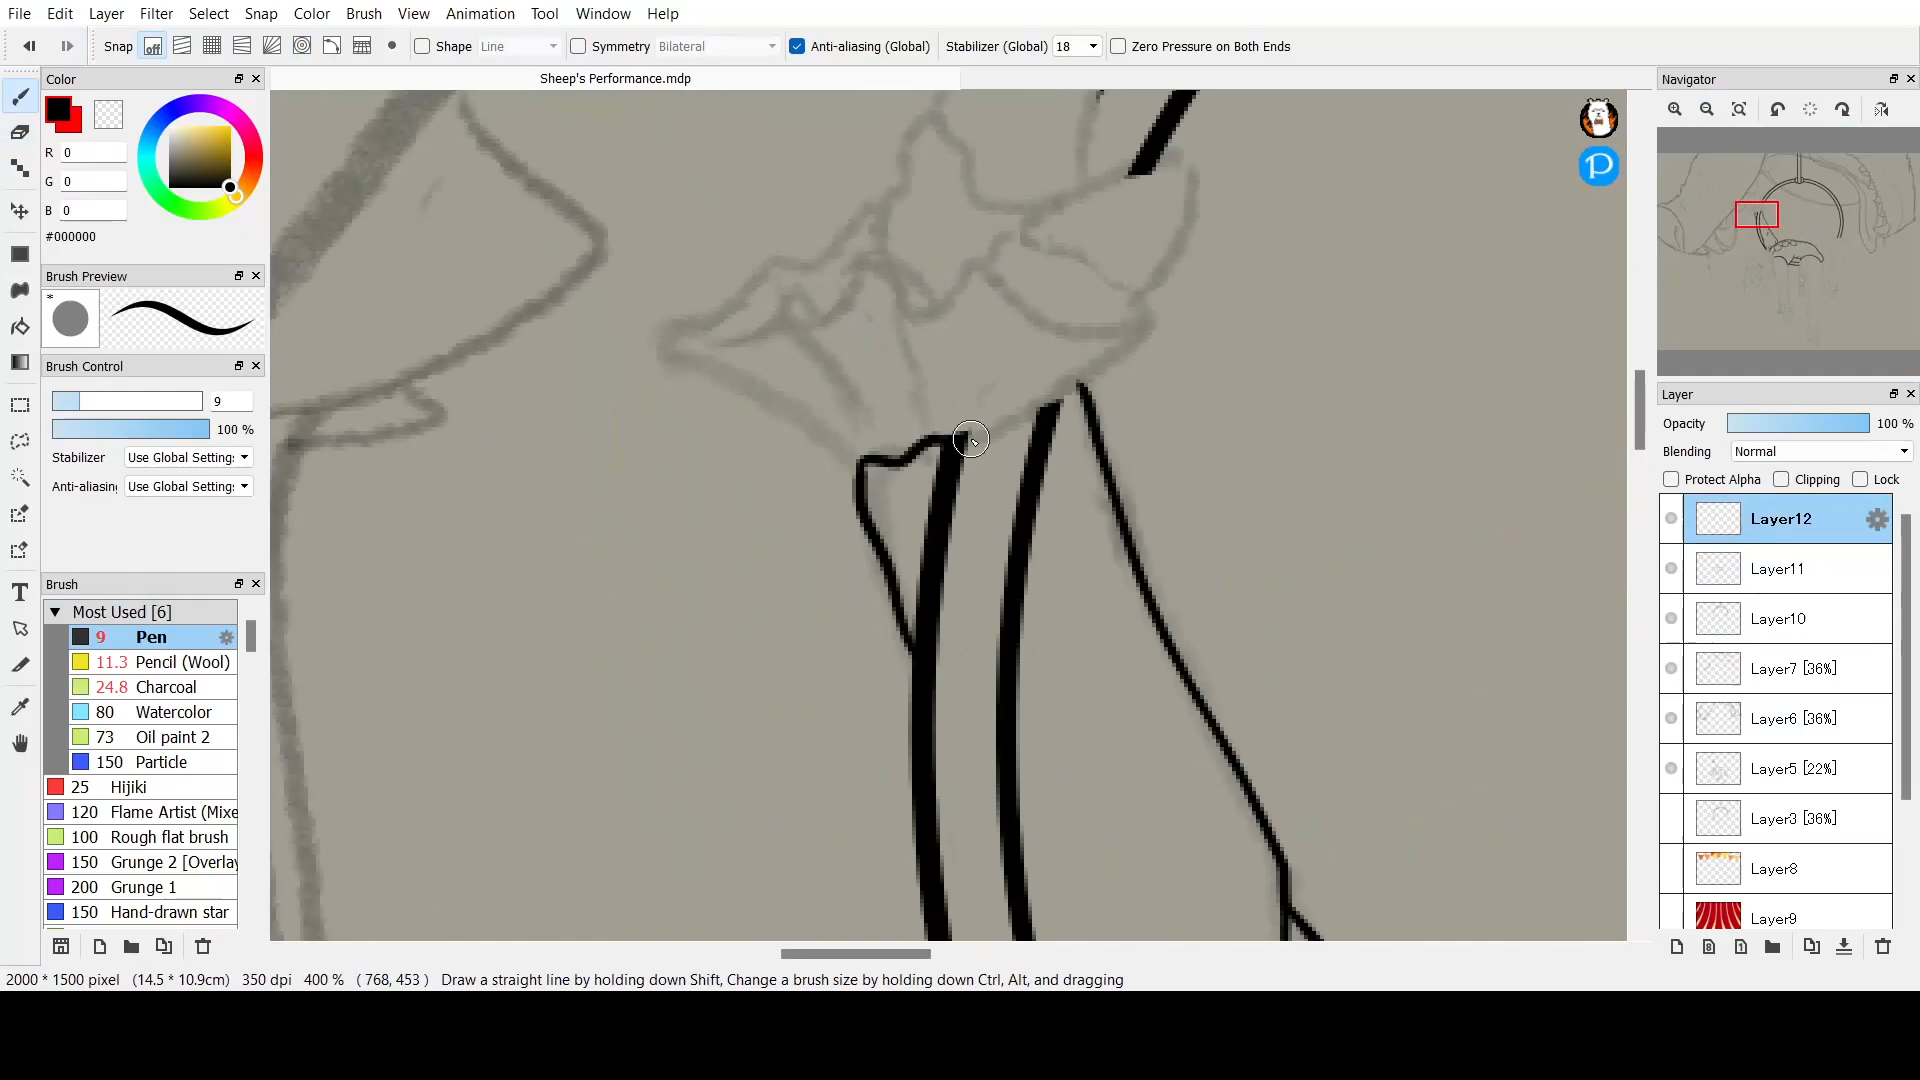 File Edit Layer Filter Select Snap Color Brush View Animation Tool Window Help
Snap off Shape Line Symmetry Bilateral Anti-aliasing (Global) Stabilizer (Global) 18 Zero Pressure on Both Ends
Color
Sheep's Performance.mdp
Navigator
R 0
G 0
B 0
#000000
Brush Preview
*
Brush Control
9
100 %
Stabilizer Use Global Settings
Anti-aliasing Use Global Settings
Brush
Most Used [6]
9 Pen
11.3 Pencil (Wool)
24.8 Charcoal
80 Watercolor
73 Oil paint 2
150 Particle
25 Hijiki
120 Flame Artist (Mixe
100 Rough flat brush
150 Grunge 2 [Overlay
200 Grunge 1
150 Hand-drawn star
P
Layer
Opacity 100 %
Blending Normal
Protect Alpha Clipping Lock
Layer12
Layer11
Layer10
Layer7 [36%]
Layer6 [36%]
Layer5 [22%]
Layer3 [36%]
Layer8
Layer9
2000 * 1500 pixel (14.5 * 10.9cm) 350 dpi 400 % ( 768, 453 ) Draw a straight line by holding down Shift, Change a brush size by holding down Ctrl, Alt, and dragging